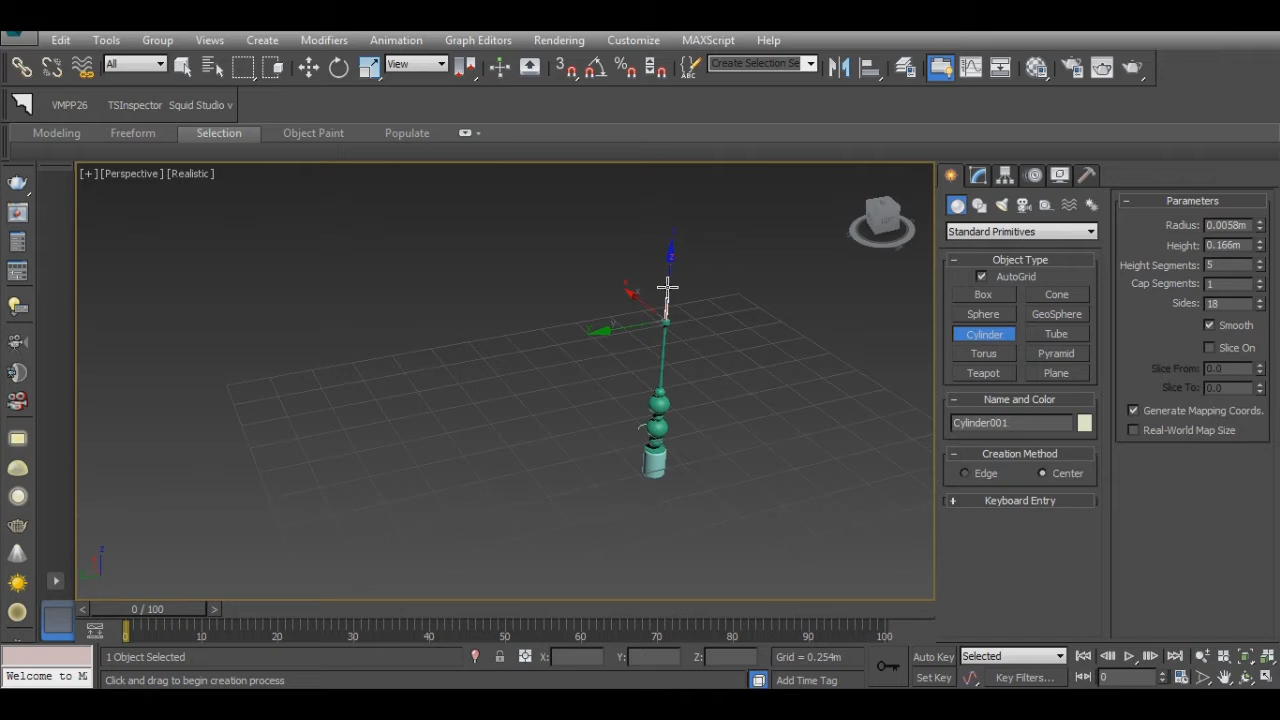 Edit Tools Group Views Create Modifiers Animation Graph Editors Rendering Customize MAXScript Help
All View 3 Create Selection Se
VMPP26 TSInspector Squid Studio v
Modeling Freeform Selection Object Paint Populate
[+] [Perspective] [Realistic]
Standard Primitives
Object Type
AutoGrid
Box Cone
Sphere GeoSphere
Cylinder Tube
Torus Pyramid
Teapot Plane
Name and Color
Cylinder001
Creation Method
Edge Center
Keyboard Entry
Parameters
Radius: 0.0058m
Height: 0.166m
Height Segments: 5
Cap Segments: 1
Sides: 18
Smooth
Slice On
Slice From: 0.0
Slice To: 0.0
Generate Mapping Coords.
Real-World Map Size
z
x
y
z
< 0 / 100 >
0 10 20 30 40 50 60 70 80 90 100
1 Object Selected X: Y: Z: Grid = 0.254m Auto Key Selected
Welcome to M Click and drag to begin creation process Add Time Tag Set Key Key Filters... 0